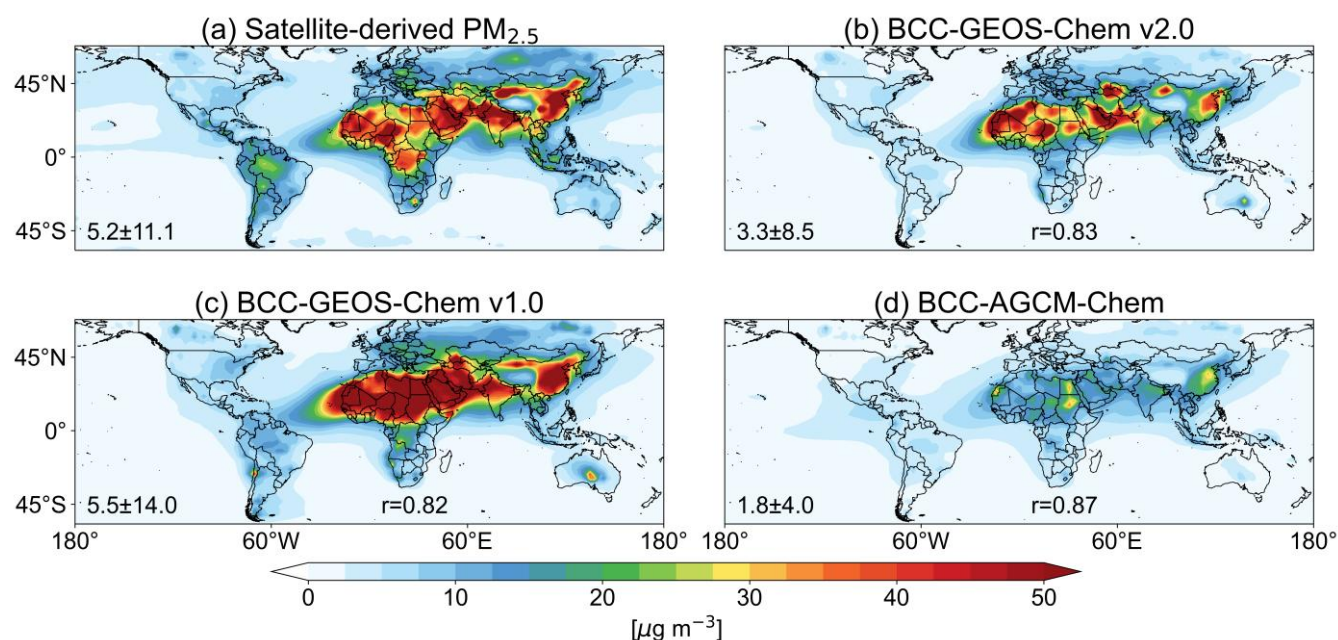 (a) Satellite-derived PM2.5
(b) BCC-GEOS-Chem v2.0
45°N
0°
45°S
5.2±11.1
3.3±8.5
r=0.83
(c) BCC-GEOS-Chem v1.0
(d) BCC-AGCM-Chem
45°N
0°
45°S
5.5±14.0
r=0.82
1.8±4.0
r=0.87
180° 60°W 60°E 180° 60°W 60°E 180°
0 10 20 30 40 50
[μg m−3]